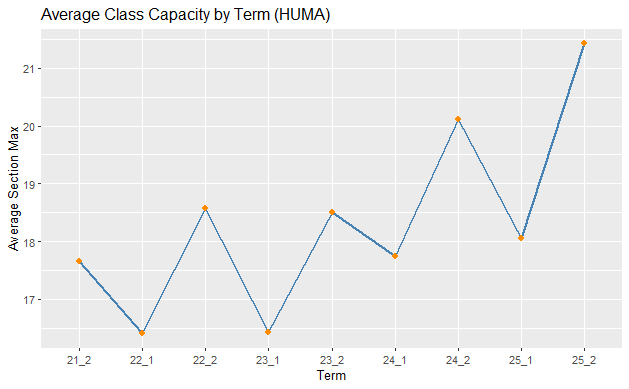 Average Class Capacity by Term (HUMA)
Average Section Max
21
20
19
18
17
21_2 22_1 22_2 23_1 23_2 24_1 24_2 25_1 25_2
Term